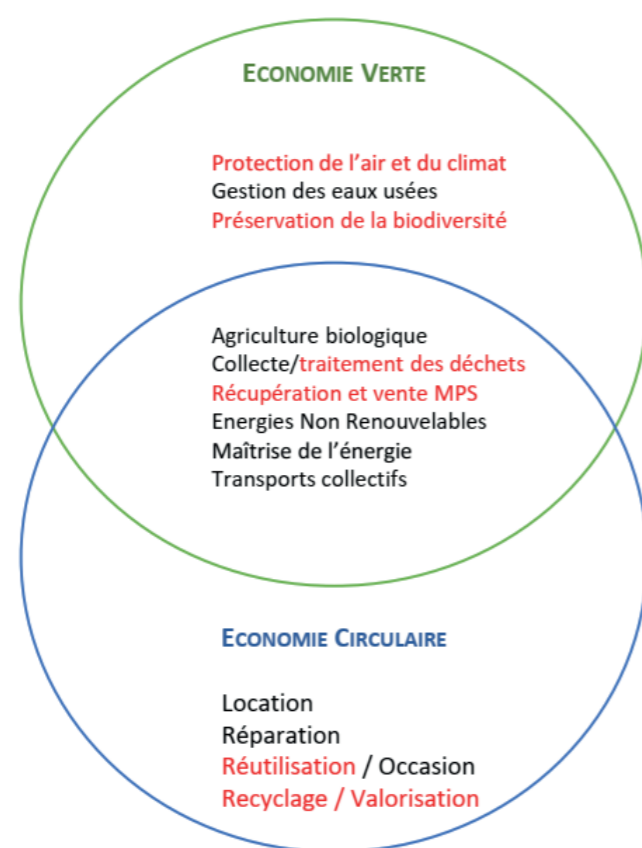 ECONOMIE VERTE
Protection de l’air et du climat
Gestion des eaux usées
Préservation de la biodiversité
Agriculture biologique
Collecte/traitement des déchets
Récupération et vente MPS
Energies Non Renouvelables
Maîtrise de l’énergie
Transports collectifs
ECONOMIE CIRCULAIRE
Location
Réparation
Réutilisation / Occasion
Recyclage / Valorisation